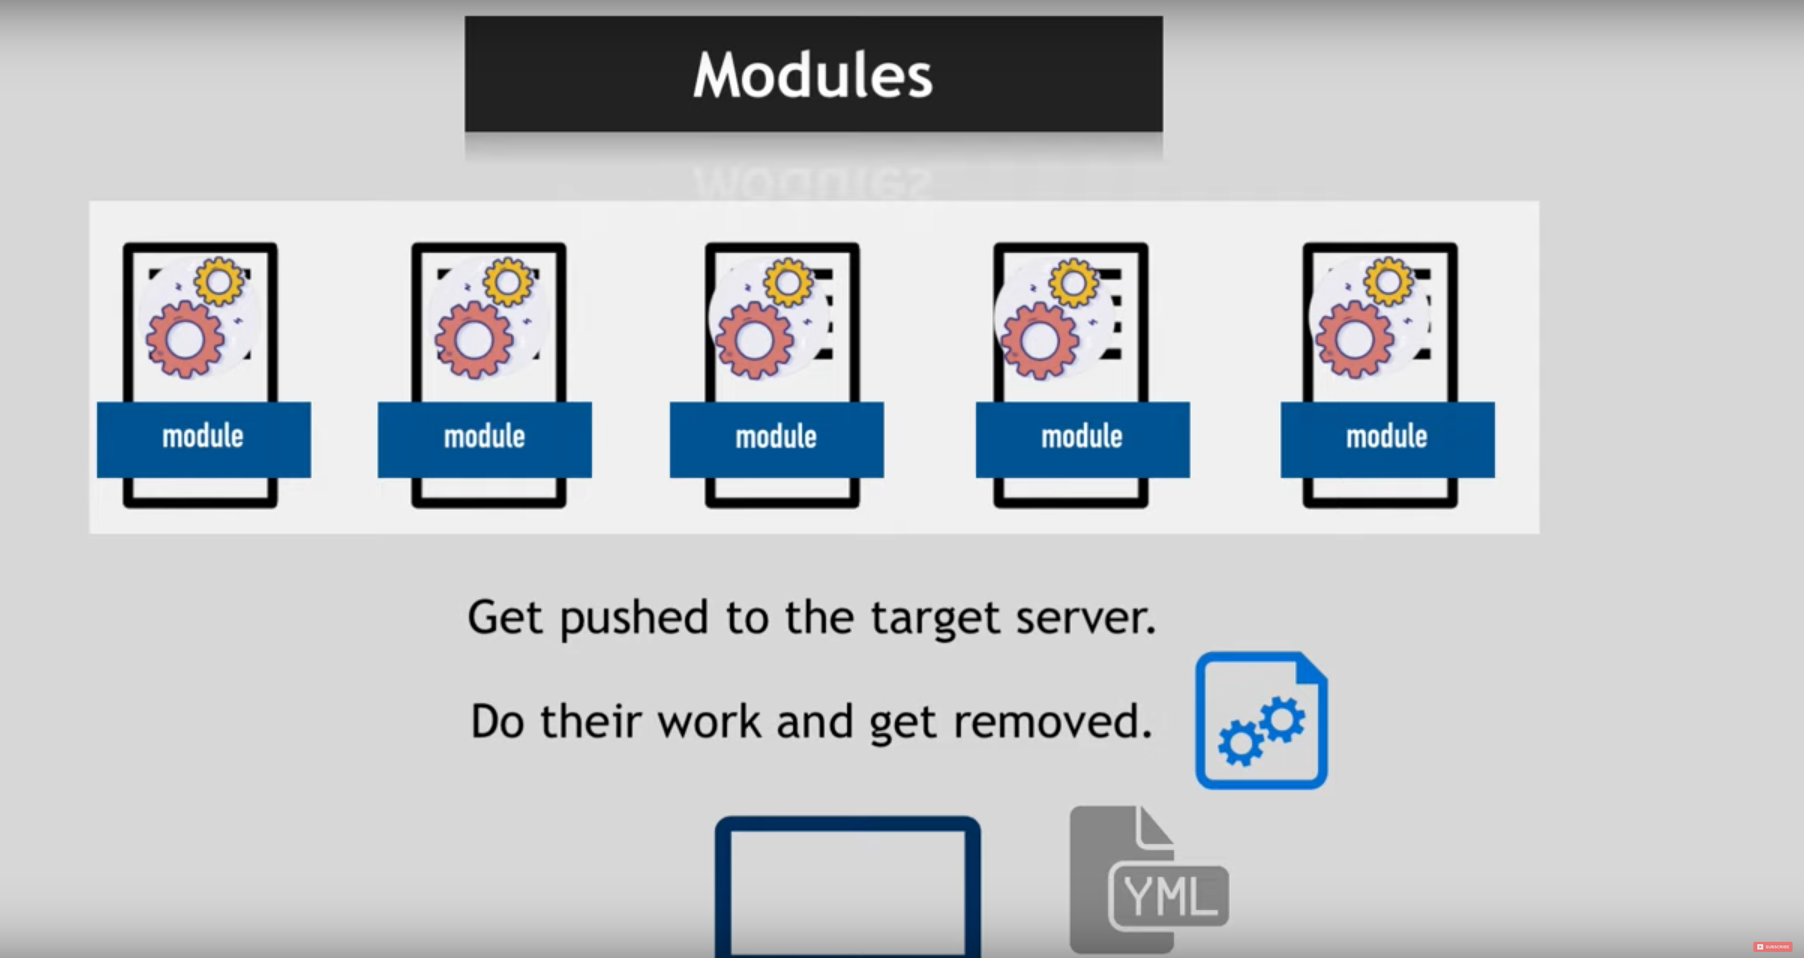 Modules
module
module
module
module
module
Get pushed to the target server.
Do their work and get removed.
YML
SUBSCRIBE